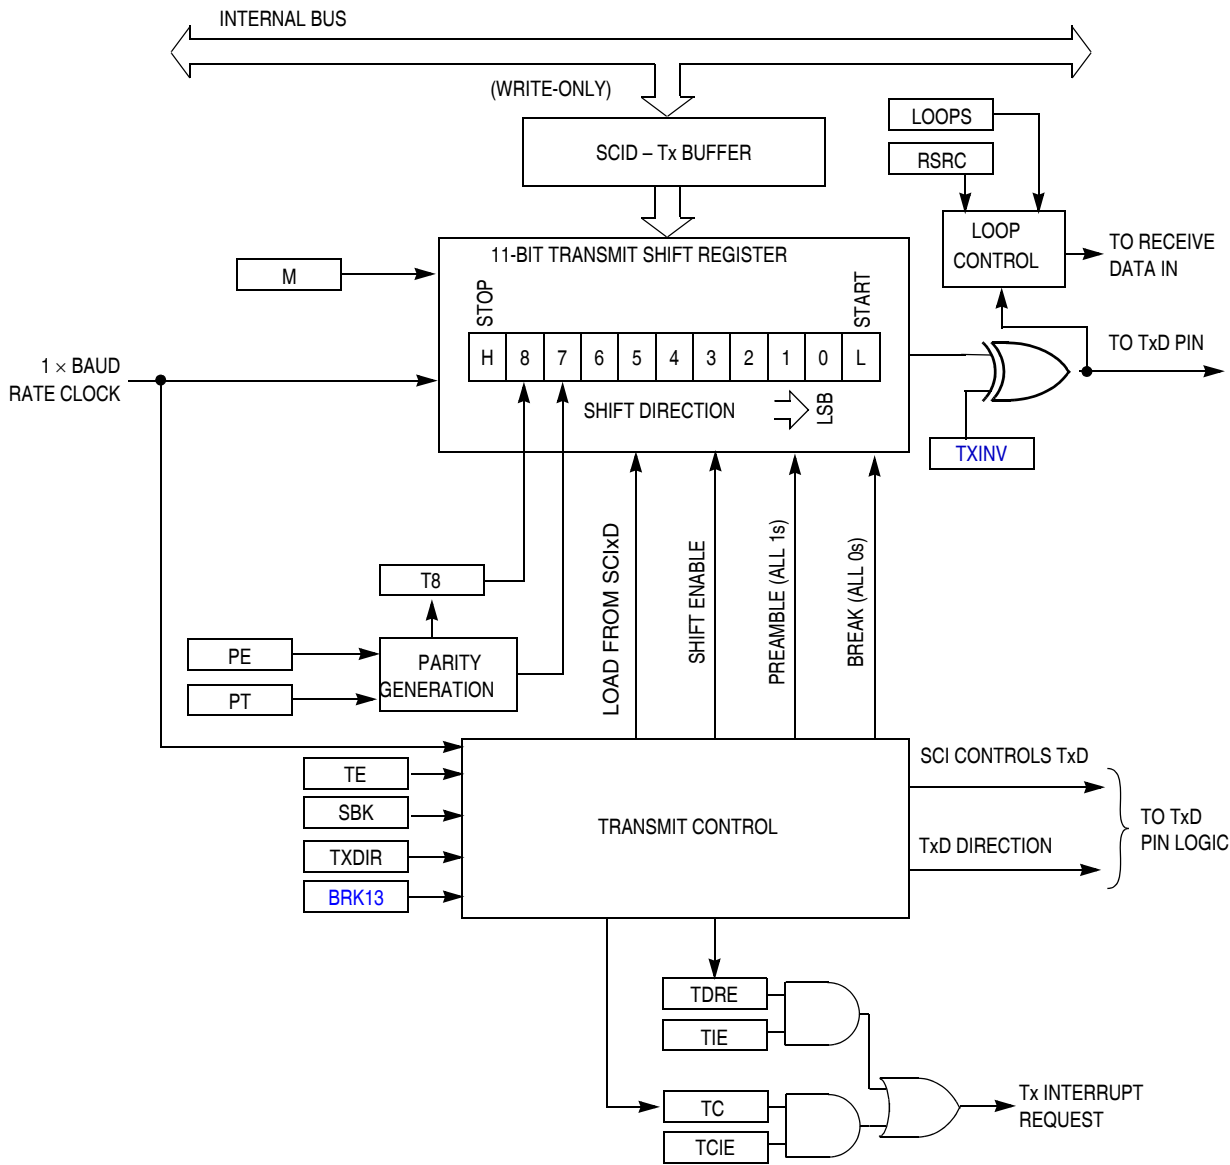 INTERNAL BUS
(WRITE-ONLY)
SCID – Tx BUFFER
LOOPS
RSRC
LOOP
CONTROL
TO RECEIVE
DATA IN
11-BIT TRANSMIT SHIFT REGISTER
M
STOP
START
H 8 7 6 5 4 3 2 1 0 L
SHIFT DIRECTION
LSB
1 × BAUD
RATE CLOCK
TO TxD PIN
TXINV
LOAD FROM SCIxD
SHIFT ENABLE
PREAMBLE (ALL 1s)
BREAK (ALL 0s)
T8
PE
PT
PARITY
GENERATION
TE
SBK
TXDIR
BRK13
TRANSMIT CONTROL
SCI CONTROLS TxD
TxD DIRECTION
TO TxD
PIN LOGIC
TDRE
TIE
TC
TCIE
Tx INTERRUPT
REQUEST